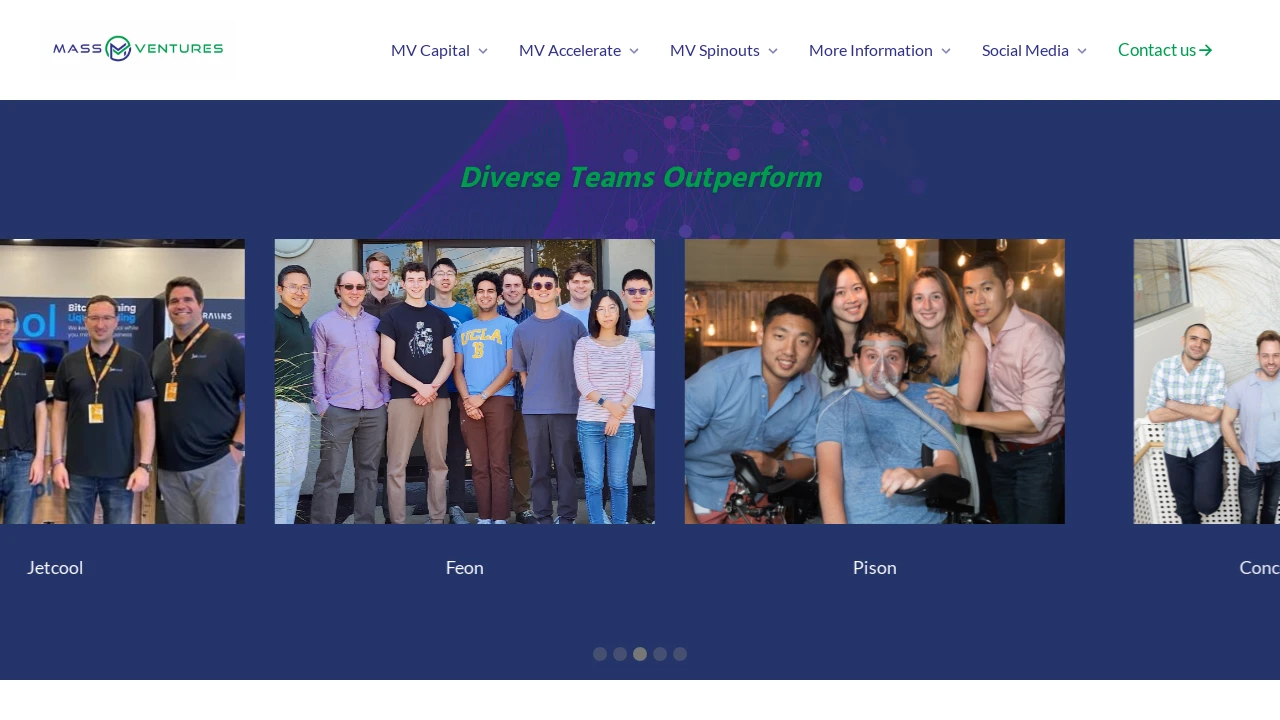 MASS VENTURES
MV Capital
MV Accelerate
MV Spinouts
More Information
Social Media
Contact us
Diverse Teams Outperform
UCLA
B
Jetcool
Feon
Pison
Conc